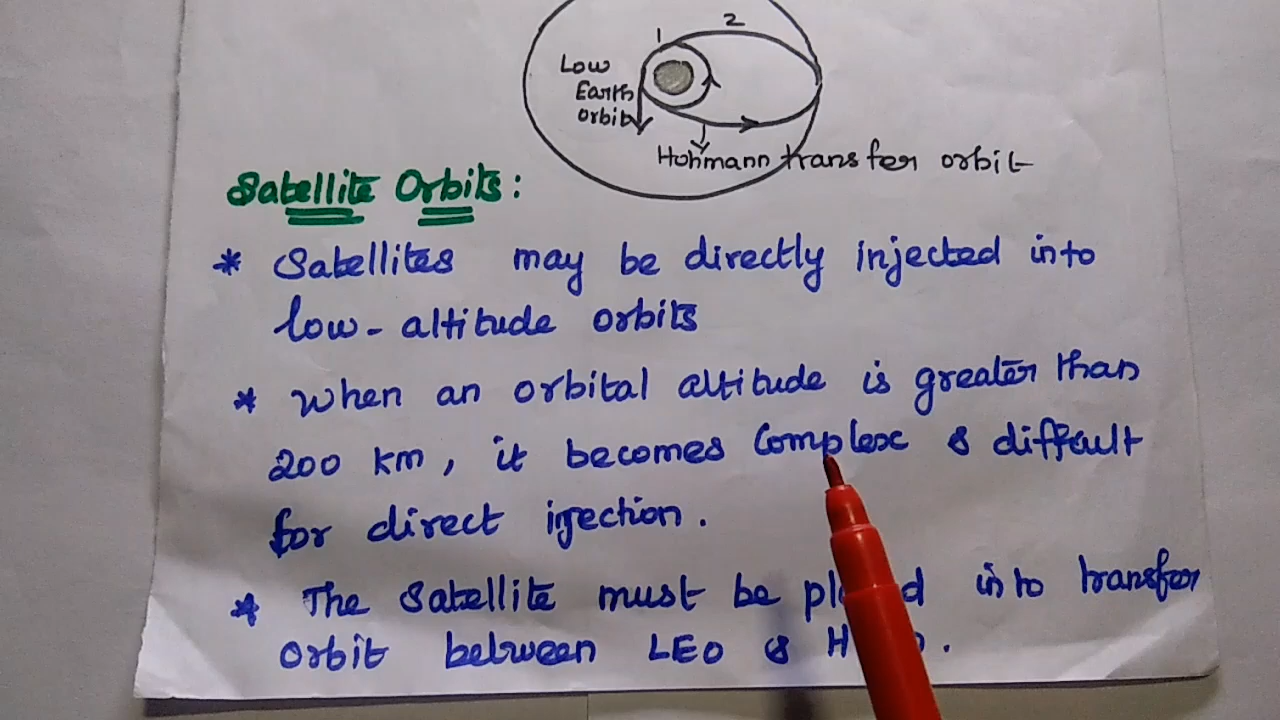 1
2
Low
Earth
orbit
Hohmann transfer orbit
Satellite Orbits:
* Satellites may be directly injected into
low-altitude orbits
* When an orbital altitude is greater than
200 km, it becomes Complex & difficult
for direct injection.
* The Satellite must be into transfer
orbit between LEO &